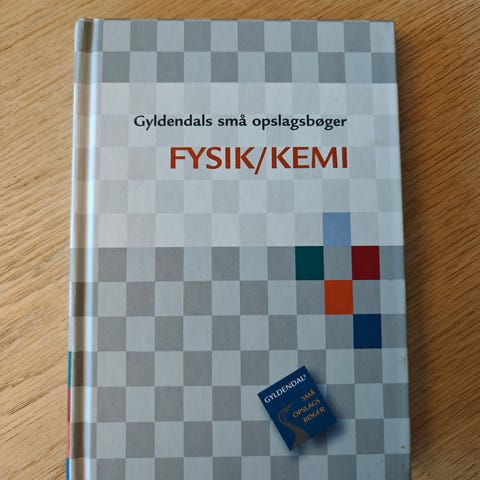 Gyldendals små opslagsbøger
FYSIK/KEMI
GYLDENDAL
SMÅ
OPSLAGS
BØGER